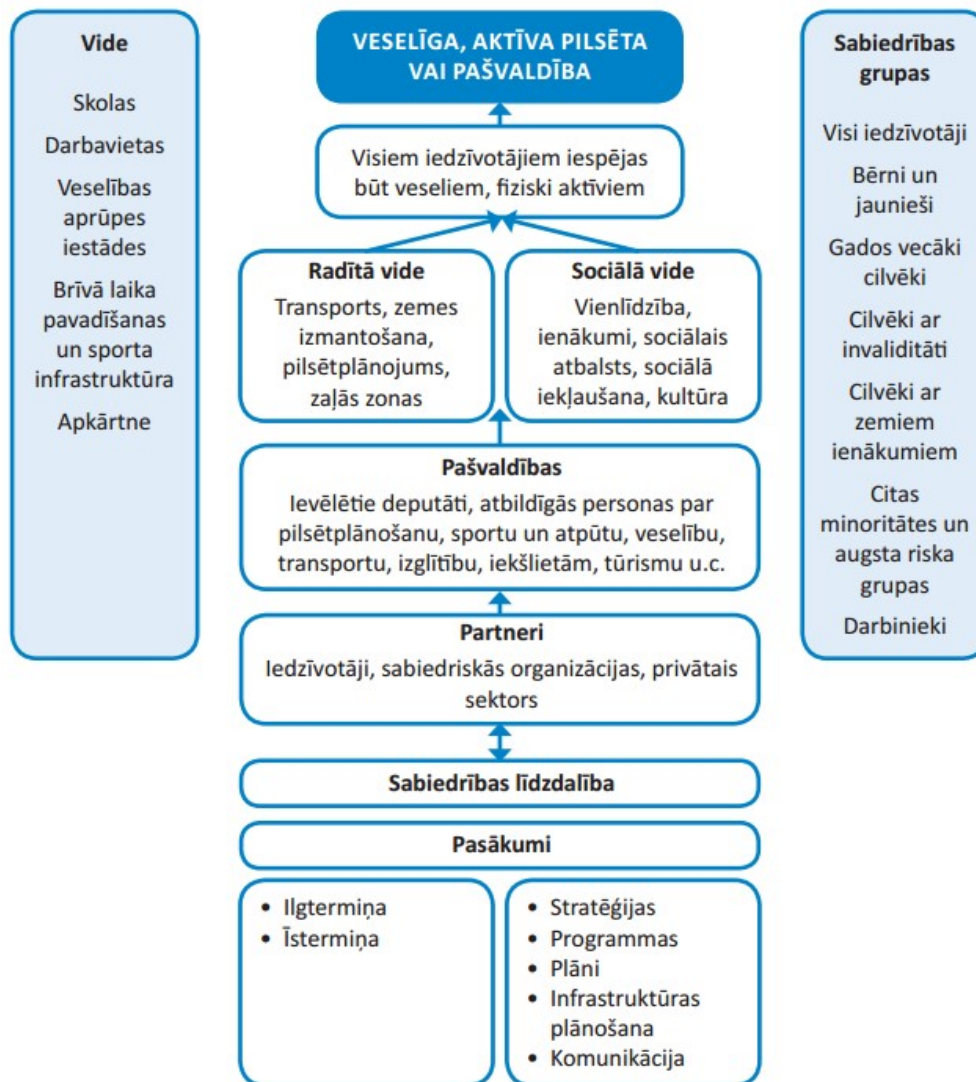 Vide
Skolas
Darbavietas
Veselības
aprūpes
iestādes
Brīvā laika
pavadīšanas
un sporta
infrastruktūra
Apkārtne
VESELĪGA, AKTĪVA PILSĒTA
VAI PAŠVALDĪBA
Visiem iedzīvotājiem iespējas
būt veseliem, fiziski aktīviem
Radītā vide
Transports, zemes
izmantošana,
pilsētplānojums,
zaļās zonas
Sociālā vide
Vienlīdzība,
ienākumi, sociālais
atbalsts, sociālā
iekļaušana, kultūra
Pašvaldības
Ievēlētie deputāti, atbildīgās personas par
pilsētplānošanu, sportu un atpūtu, veselību,
transportu, izglītību, iekšlietām, tūrismu u.c.
Partneri
Iedzīvotāji, sabiedriskās organizācijas, privātais
sektors
Sabiedrības līdzdalība
Pasākumi
• Ilgtermiņa
• Īstermiņa
• Stratēģijas
• Programmas
• Plāni
• Infrastruktūras
plānošana
• Komunikācija
Sabiedrības
grupas
Visi iedzīvotāji
Bērni un
jaunieši
Gados vecāki
cilvēki
Cilvēki ar
invaliditāti
Cilvēki ar
zemiem
ienākumiem
Citas
minoritātes un
augsta riska
grupas
Darbinieki